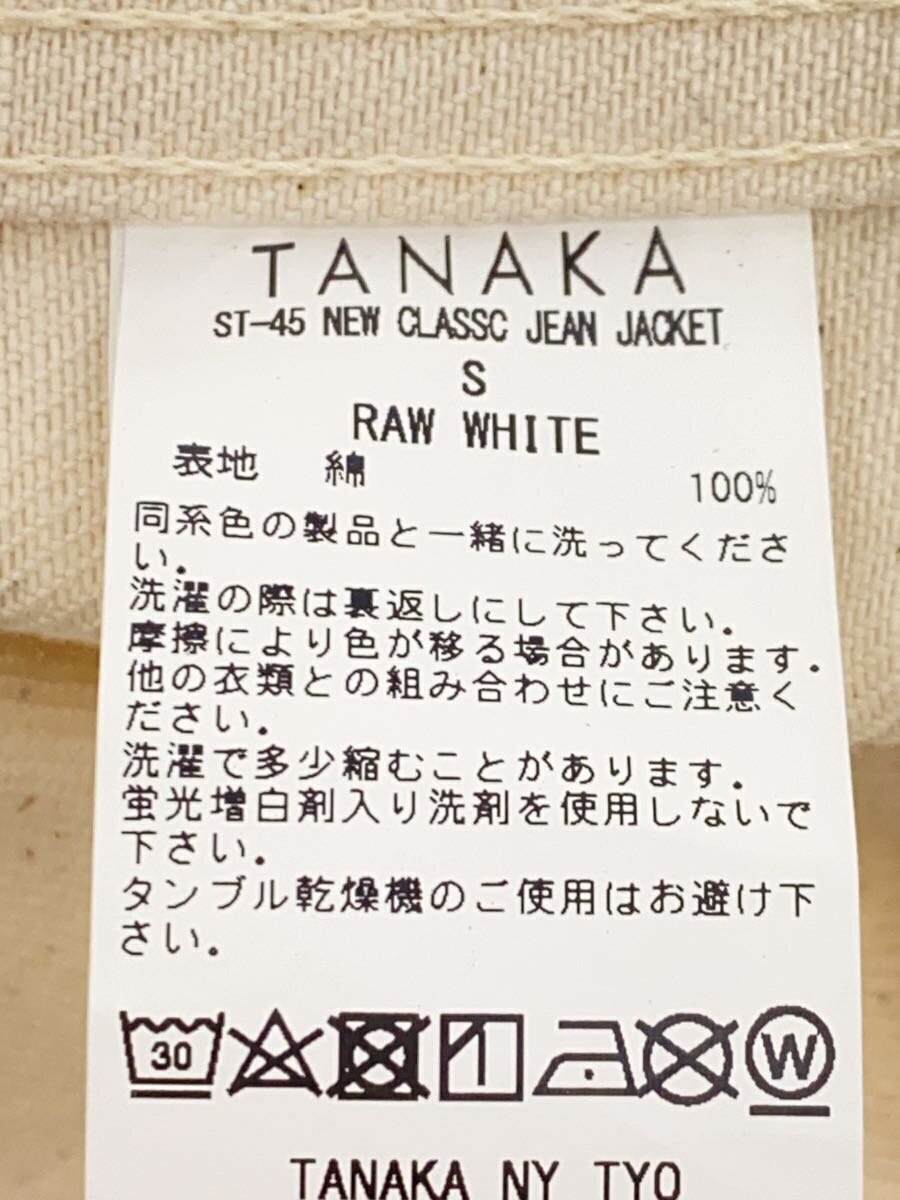 TANAKA
ST-45 NEW CLASSC JEAN JACKET
S
RAW WHITE
表地 綿 100%
同系色の製品と一緒に洗ってくださ
い.
洗濯の際は裏返しにして下さい.
摩擦により色が移る場合があります.
他の衣類との組み合わせにご注意く
ださい.
洗濯で多少縮むことがあります.
蛍光増白剤入り洗剤を使用しないで
下さい.
タンブル乾燥機のご使用はお避け下
さい.
30 W
TANAKA NY TYO